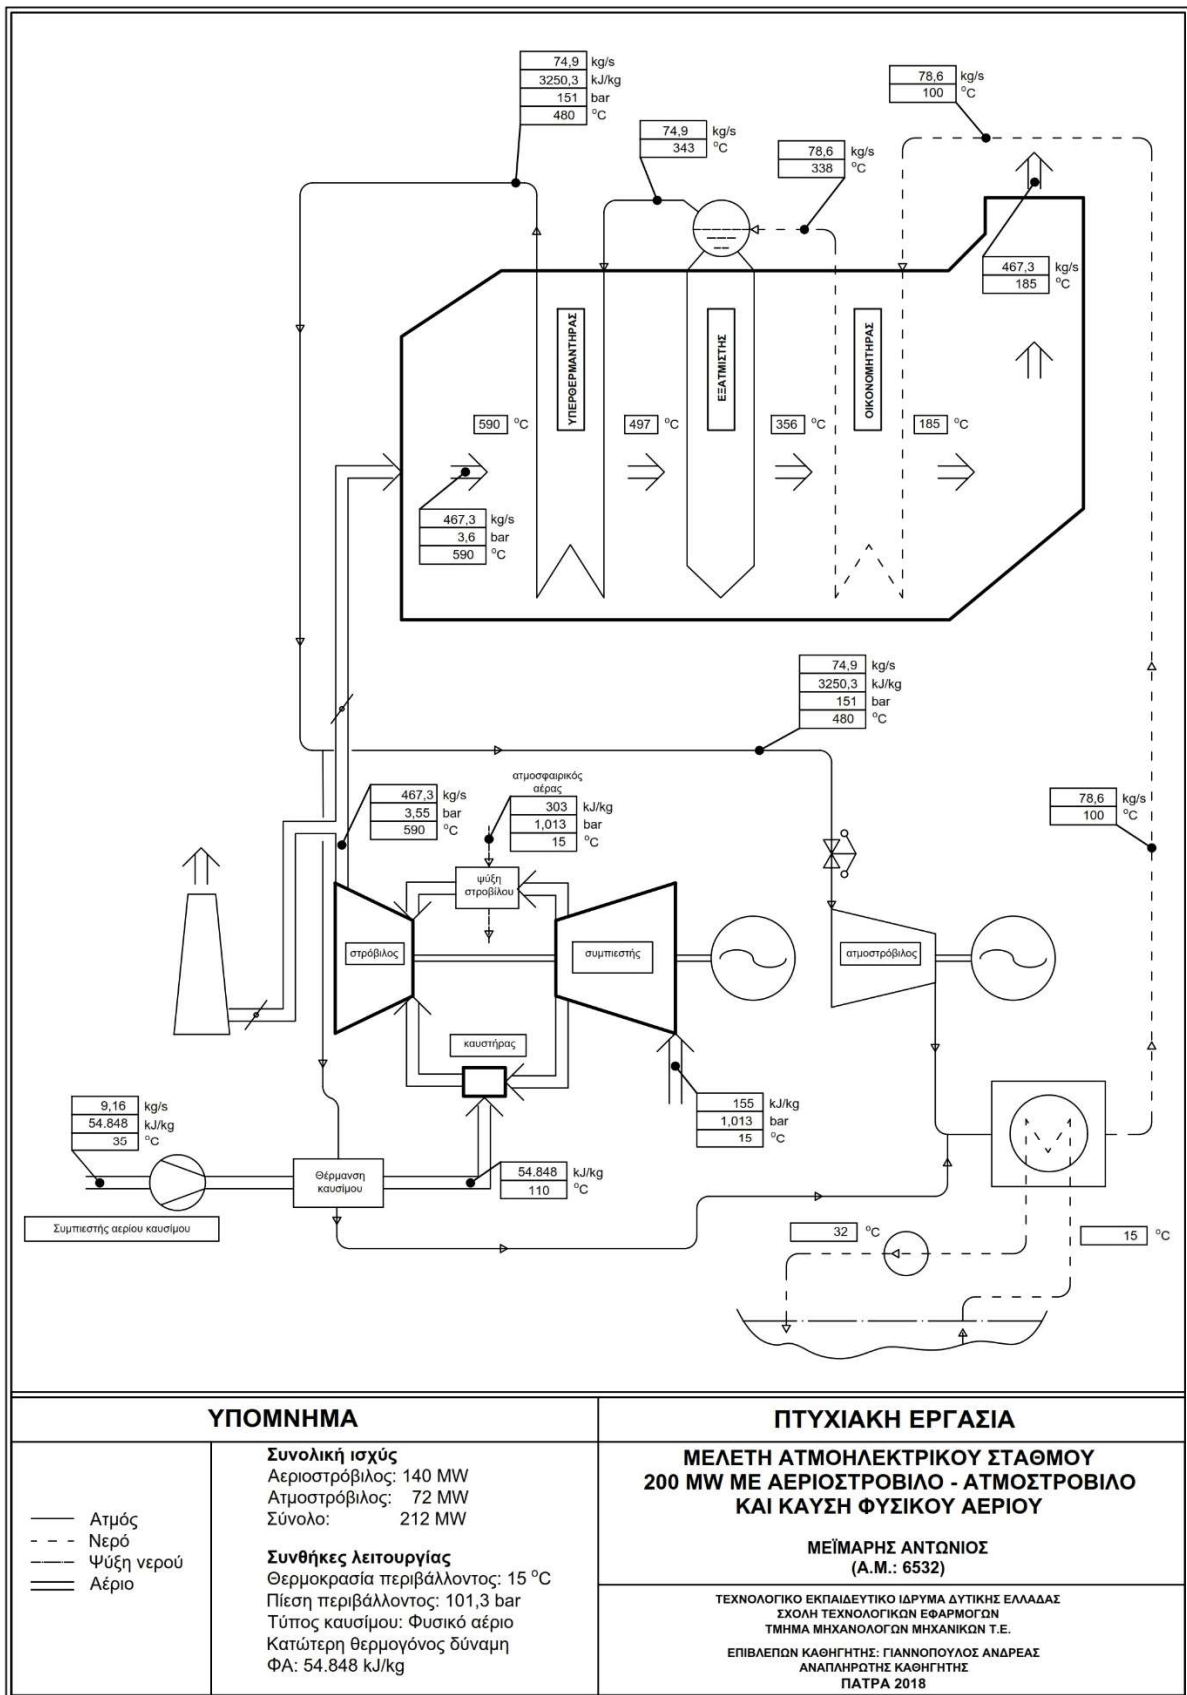 74,9 kg/s
3250,3 kJ/kg
151 bar
480 °C
74,9 kg/s
343 °C
78,6 kg/s
338 °C
78,6 kg/s
100 °C
467,3 kg/s
185 °C
ΥΠΕΡΘΕΡΜΑΝΤΗΡΑΣ
ΕΞΑΤΜΙΣΤΗΣ
ΟΙΚΟΝΟΜΗΤΗΡΑΣ
590 °C
497 °C
356 °C
185 °C
467,3 kg/s
3,6 bar
590 °C
74,9 kg/s
3250,3 kJ/kg
151 bar
480 °C
467,3 kg/s
3,55 bar
590 °C
ατμοσφαιρικός
αέρας
303 kJ/kg
1,013 bar
15 °C
78,6 kg/s
100 °C
ψύξη
στροβίλου
στρόβιλος
συμπιεστής
ατμοστρόβιλος
καυστήρας
155 kJ/kg
1,013 bar
15 °C
9,16 kg/s
54.848 kJ/kg
35 °C
Θέρμανση
καυσίμου
54.848 kJ/kg
110 °C
Συμπιεστής αερίου καυσίμου
32 °C
15 °C
ΥΠΟΜΝΗΜΑ
Ατμός
Νερό
Ψύξη νερού
Αέριο
Συνολική ισχύς
Αεριοστρόβιλος: 140 MW
Ατμοστρόβιλος: 72 MW
Σύνολο: 212 MW
Συνθήκες λειτουργίας
Θερμοκρασία περιβάλλοντος: 15 °C
Πίεση περιβάλλοντος: 101,3 bar
Τύπος καυσίμου: Φυσικό αέριο
Κατώτερη θερμογόνος δύναμη
ΦΑ: 54.848 kJ/kg
ΠΤΥΧΙΑΚΗ ΕΡΓΑΣΙΑ
ΜΕΛΕΤΗ ΑΤΜΟΗΛΕΚΤΡΙΚΟΥ ΣΤΑΘΜΟΥ
200 MW ΜΕ ΑΕΡΙΟΣΤΡΟΒΙΛΟ - ΑΤΜΟΣΤΡΟΒΙΛΟ
ΚΑΙ ΚΑΥΣΗ ΦΥΣΙΚΟΥ ΑΕΡΙΟΥ
ΜΕΪΜΑΡΗΣ ΑΝΤΩΝΙΟΣ
(Α.Μ.: 6532)
ΤΕΧΝΟΛΟΓΙΚΟ ΕΚΠΑΙΔΕΥΤΙΚΟ ΙΔΡΥΜΑ ΔΥΤΙΚΗΣ ΕΛΛΑΔΑΣ
ΣΧΟΛΗ ΤΕΧΝΟΛΟΓΙΚΩΝ ΕΦΑΡΜΟΓΩΝ
ΤΜΗΜΑ ΜΗΧΑΝΟΛΟΓΩΝ ΜΗΧΑΝΙΚΩΝ Τ.Ε.
ΕΠΙΒΛΕΠΩΝ ΚΑΘΗΓΗΤΗΣ: ΓΙΑΝΝΟΠΟΥΛΟΣ ΑΝΔΡΕΑΣ
ΑΝΑΠΛΗΡΩΤΗΣ ΚΑΘΗΓΗΤΗΣ
ΠΑΤΡΑ 2018